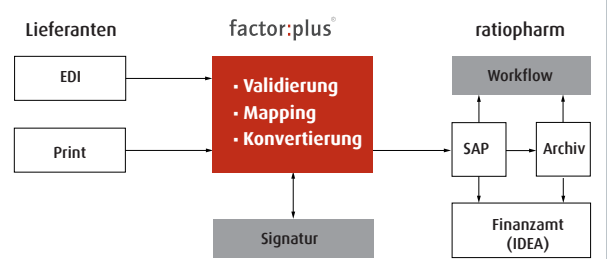 Lieferanten
factor:plus®
ratiopharm
EDI
Print
· Validierung
· Mapping
· Konvertierung
Signatur
Workflow
SAP
Archiv
Finanzamt
(IDEA)